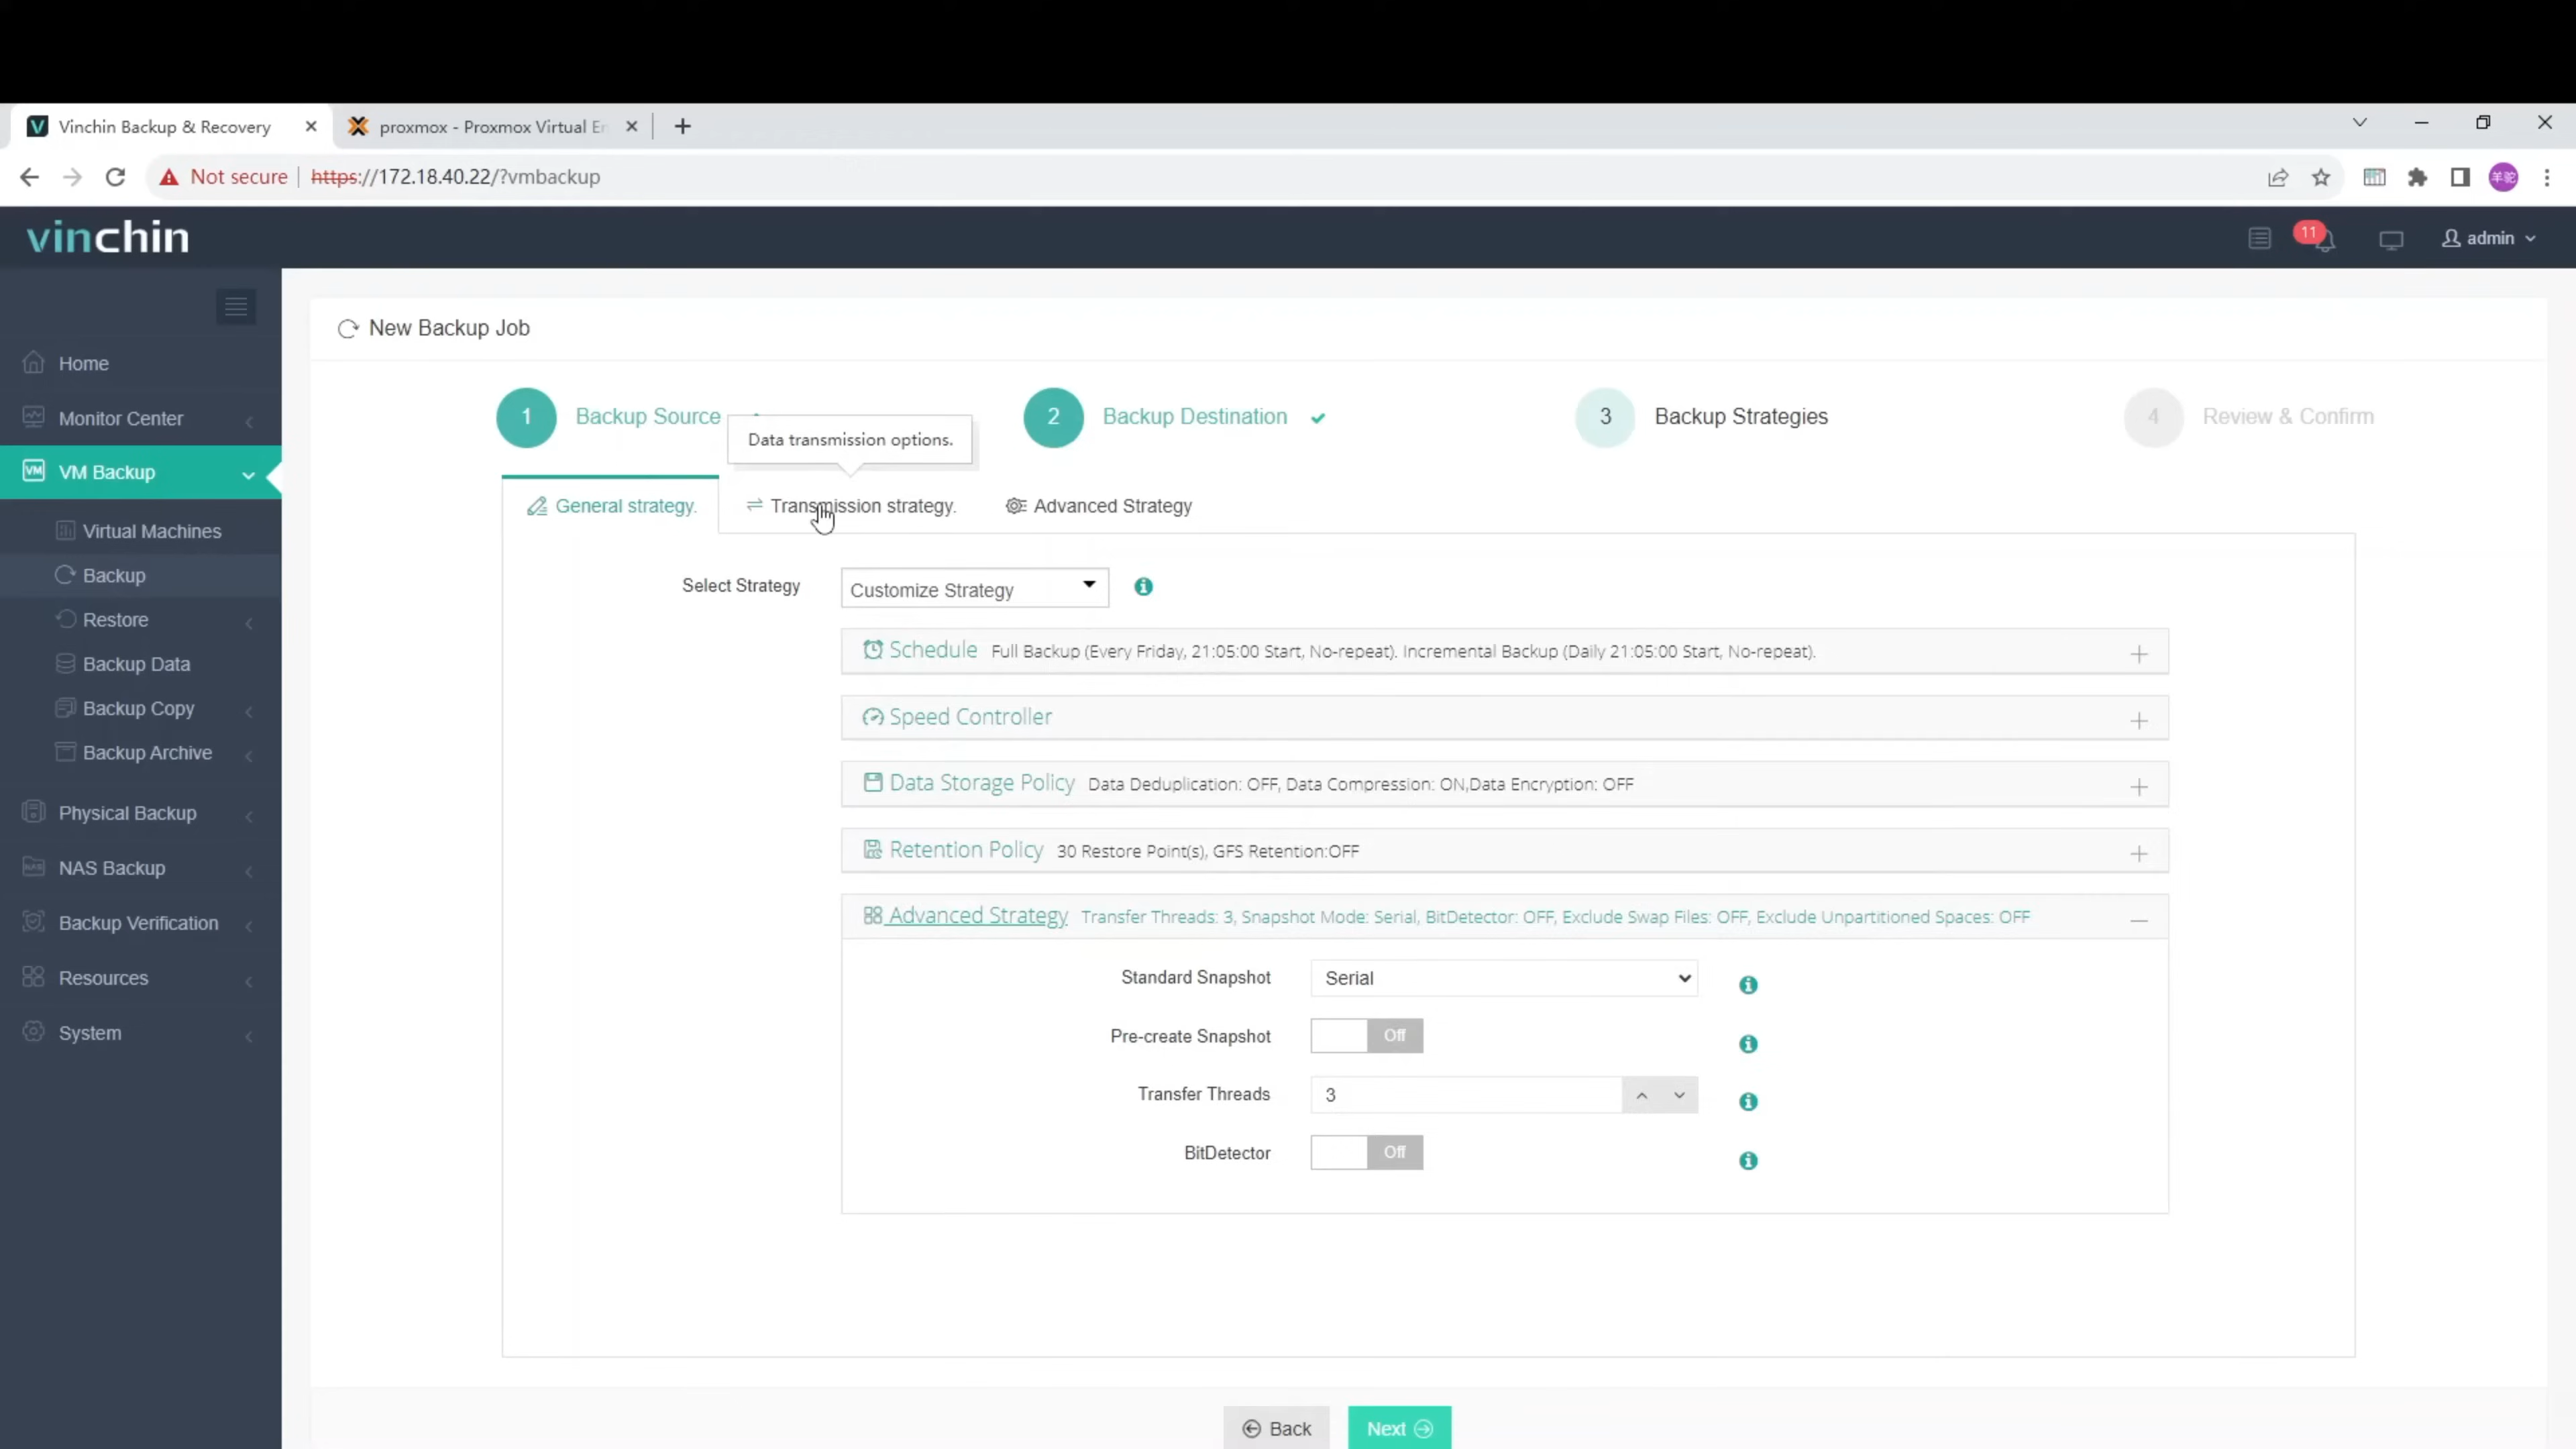 Vinchin Backup & Recovery
proxmox - Proxmox Virtual En
Not secure
https://172.18.40.22/?vmbackup
羊驼
vinchin
11
admin
New Backup Job
Home
Monitor Center
VM Backup
Virtual Machines
Backup
Restore
Backup Data
Backup Copy
Backup Archive
Physical Backup
NAS Backup
Backup Verification
Resources
System
1 Backup Source
2 Backup Destination
3 Backup Strategies
4 Review & Confirm
Data transmission options.
General strategy.
Transmission strategy.
Advanced Strategy
Select Strategy
Customize Strategy
Schedule Full Backup (Every Friday, 21:05:00 Start, No-repeat). Incremental Backup (Daily 21:05:00 Start, No-repeat).
Speed Controller
Data Storage Policy Data Deduplication: OFF, Data Compression: ON,Data Encryption: OFF
Retention Policy 30 Restore Point(s), GFS Retention:OFF
Advanced Strategy Transfer Threads: 3, Snapshot Mode: Serial, BitDetector: OFF, Exclude Swap Files: OFF, Exclude Unpartitioned Spaces: OFF
Standard Snapshot Serial
Pre-create Snapshot Off
Transfer Threads 3
BitDetector Off
Back
Next